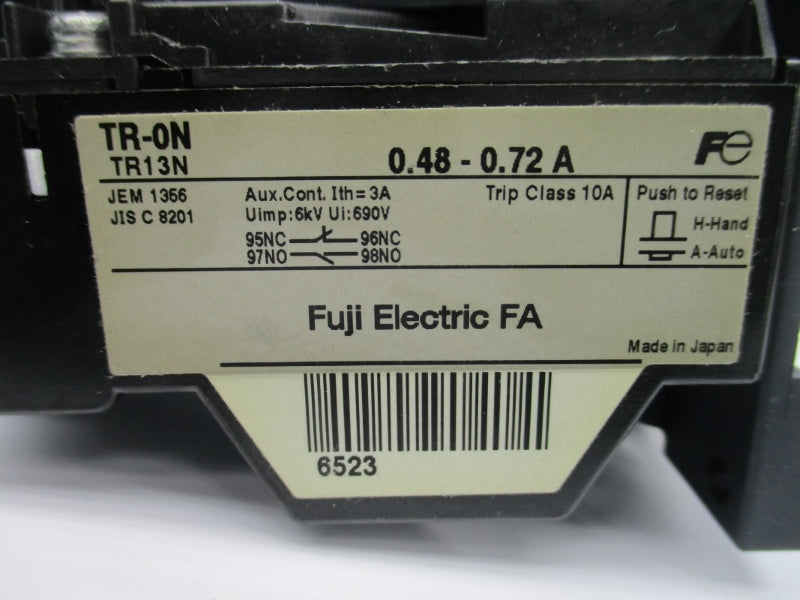 TR-0N
TR13N
0.48 - 0.72 A
Fe
JEM 1356
JIS C 8201
Aux.Cont. Ith=3A
Uimp:6kV Ui:690V
95NC 96NC
97NO 98NO
Trip Class 10A
Push to Reset
H-Hand
A-Auto
Fuji Electric FA
Made in Japan
6523